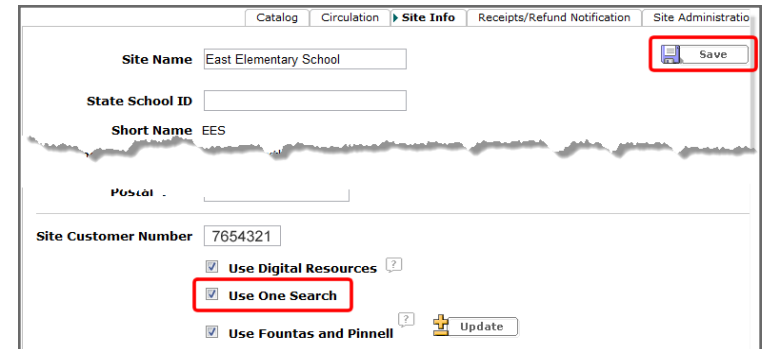 Catalog Circulation Site Info Receipts/Refund Notification Site Administratio
Site Name East Elementary School Save
State School ID
Short Name EES
Postal
Site Customer Number 7654321
Use Digital Resources ?
Use One Search
Use Fountas and Pinnell ? Update